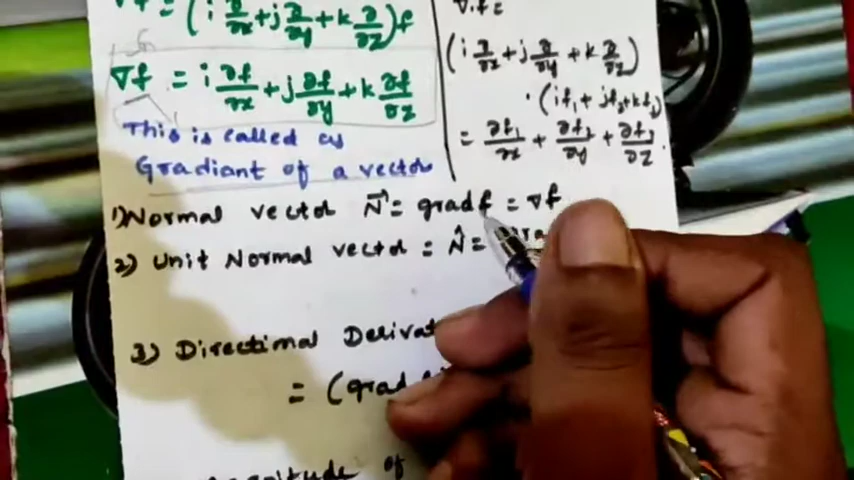 ∇f = (i ∂/∂x + j ∂/∂y + k ∂/∂z) f
∇f = i ∂f/∂x + j ∂f/∂y + k ∂f/∂z
This is called as
Gradiant of a vector
∇.f =
(i ∂/∂x + j ∂/∂y + k ∂/∂z)
. (if₁ + jf₂ + kf₃)
= ∂f₁/∂x + ∂f₂/∂y + ∂f₃/∂z .
1) Normal vector N⃗ = grad f = ∇f
2) Unit Normal vector = N̂ =
3) Directional
= (grad
of